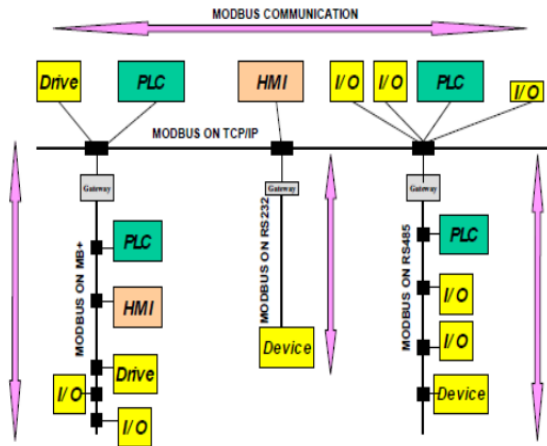 MODBUS COMMUNICATION
Drive
PLC
HMI
I/O
I/O
PLC
I/O
MODBUS ON TCP/IP
Gateway
Gateway
Gateway
MODBUS ON MB+
PLC
HMI
Drive
I/O
I/O
MODBUS ON RS232
Device
MODBUS ON RS485
PLC
I/O
I/O
Device